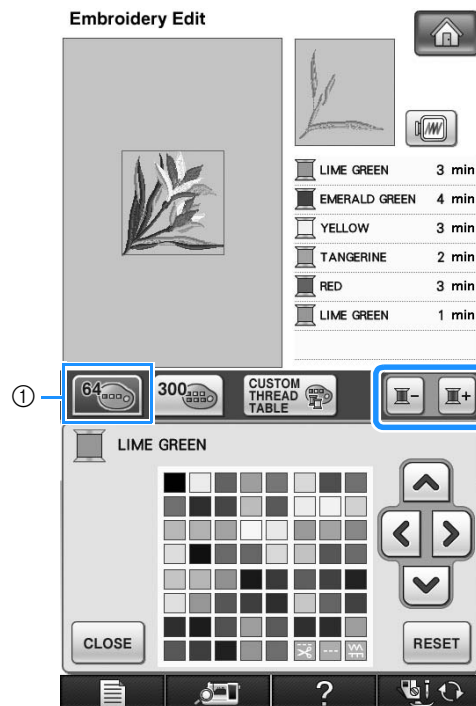 Embroidery Edit
LIME GREEN 3 min
EMERALD GREEN 4 min
YELLOW 3 min
TANGERINE 2 min
RED 3 min
LIME GREEN 1 min
① 64 300 CUSTOM
THREAD
TABLE - +
LIME GREEN
CLOSE RESET
? i